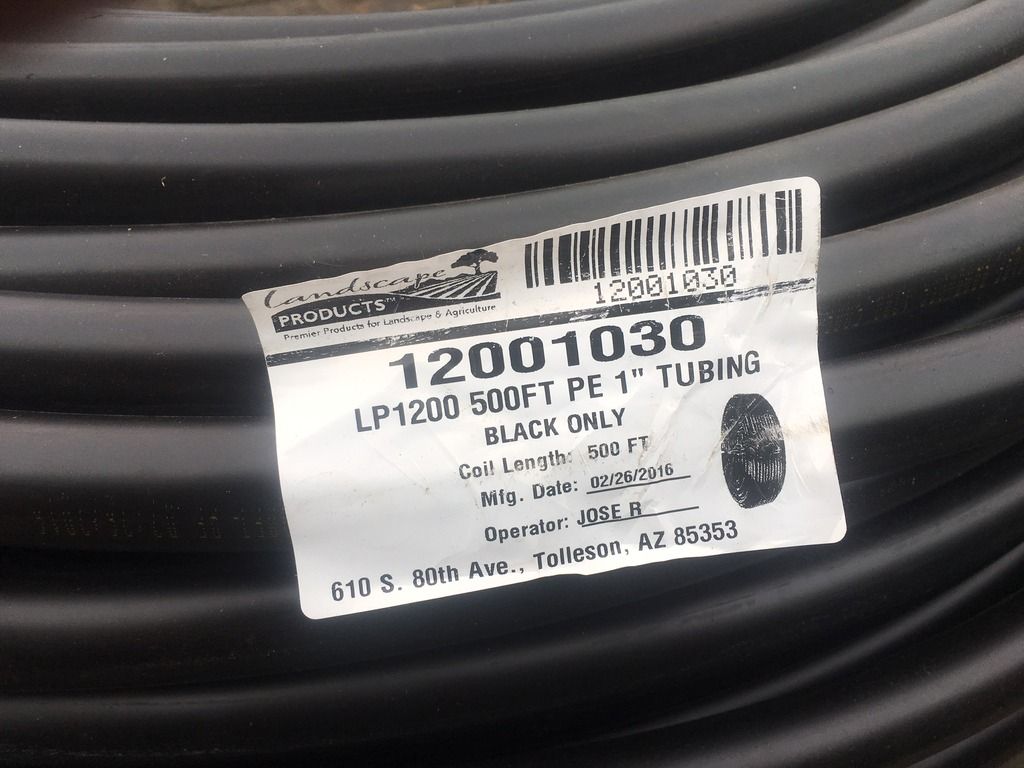 Landscape
PRODUCTS™
Premier Products for Landscape & Agriculture
12001030
12001030
LP1200 500FT PE 1" TUBING
BLACK ONLY
Coil Length: 500 FT
Mfg. Date: 02/26/2016
Operator: JOSE R
610 S. 80th Ave., Tolleson, AZ 85353